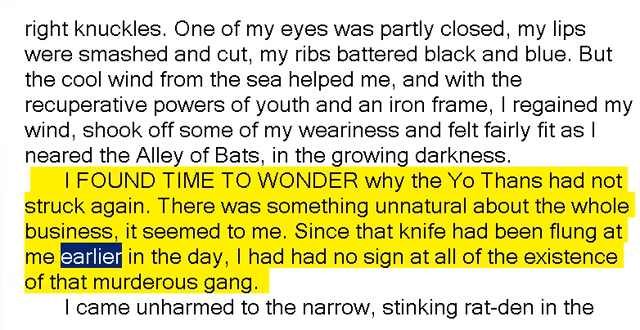 right knuckles. One of my eyes was partly closed, my lips
were smashed and cut, my ribs battered black and blue. But
the cool wind from the sea helped me, and with the
recuperative powers of youth and an iron frame, I regained my
wind, shook off some of my weariness and felt fairly fit as I
neared the Alley of Bats, in the growing darkness.
I FOUND TIME TO WONDER why the Yo Thans had not
struck again. There was something unnatural about the whole
business, it seemed to me. Since that knife had been flung at
me earlier in the day, I had had no sign at all of the existence
of that murderous gang.
I came unharmed to the narrow, stinking rat-den in the